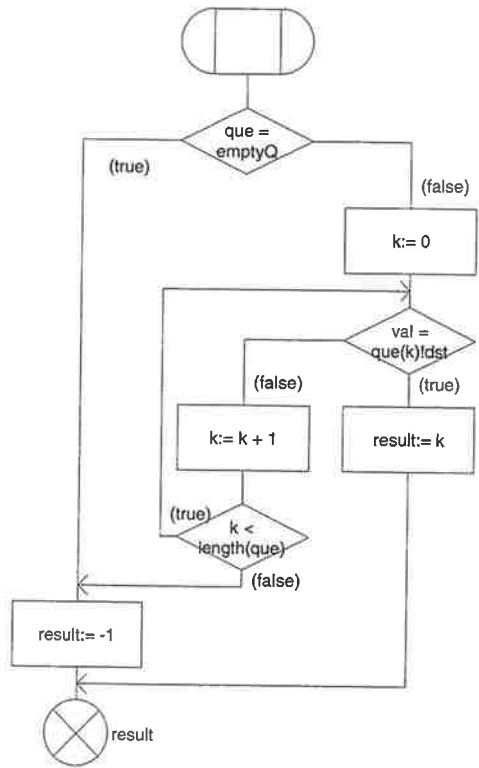 que =
emptyQ
(true)
(false)
k:= 0
val =
que(k)!dst
(false)
(true)
k:= k + 1
result:= k
(true)
k <
length(que)
(false)
result:= -1
result